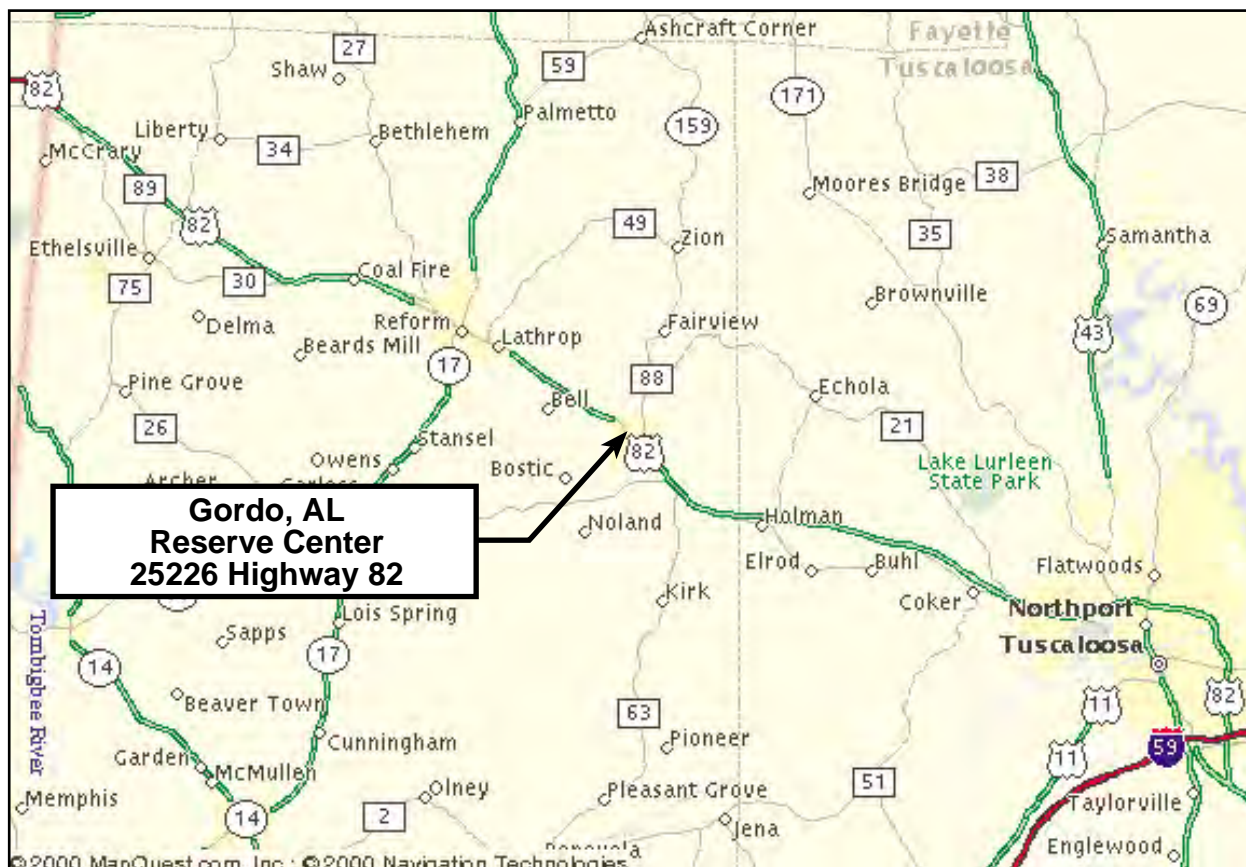 Ashcraft Corner
Fayette
Tuscaloosa
27
59
Shaw
82
171
Palmetto
159
Liberty
34
Bethlehem
McCrary
89
Moores Bridge
38
82
49
35
Ethelsville
Zion
Samantha
Coal Fire
75
30
Brownville
69
Delma
Reform
Fairview
43
Beards Mill
Lathrop
17
88
Pine Grove
Bell
Echola
26
21
Stansel
82
Owens
Bostic
Lake Lurleen
State Park
Archer
Gordo, AL
Reserve Center
25226 Highway 82
Noland
Holman
Elrod
Buhl
Flatwoods
Kirk
Coker
Northport
Lois Spring
Tuscaloosa
Sapps
Tombigbee River
14
17
Beaver Town
11
82
63
Cunningham
Pioneer
59
Garden
11
McMullen
51
Memphis
Olney
Pleasant Grove
Taylorville
14
2
Jena
Englewood
©2000 MapQuest.com, Inc.; ©2000 Navigation Technologies